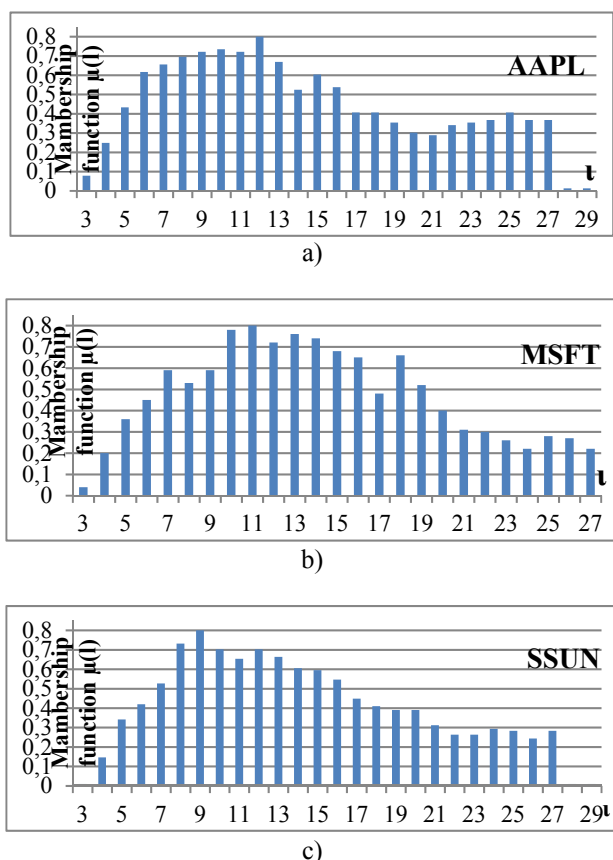 Mambership
function μ(l)
0,8
0,7
0,6
0,5
0,4
0,3
0,2
0,1
0
AAPL
ι
3 5 7 9 11 13 15 17 19 21 23 25 27 29
a)
Mambership
function μ(l)
0,8
0,7
0,6
0,5
0,4
0,3
0,2
0,1
0
MSFT
ι
3 5 7 9 11 13 15 17 19 21 23 25 27
b)
Mambership
function μ(l)
0,8
0,7
0,6
0,5
0,4
0,3
0,2
0,1
0
SSUN
3 5 7 9 11 13 15 17 19 21 23 25 27 29 ι
c)